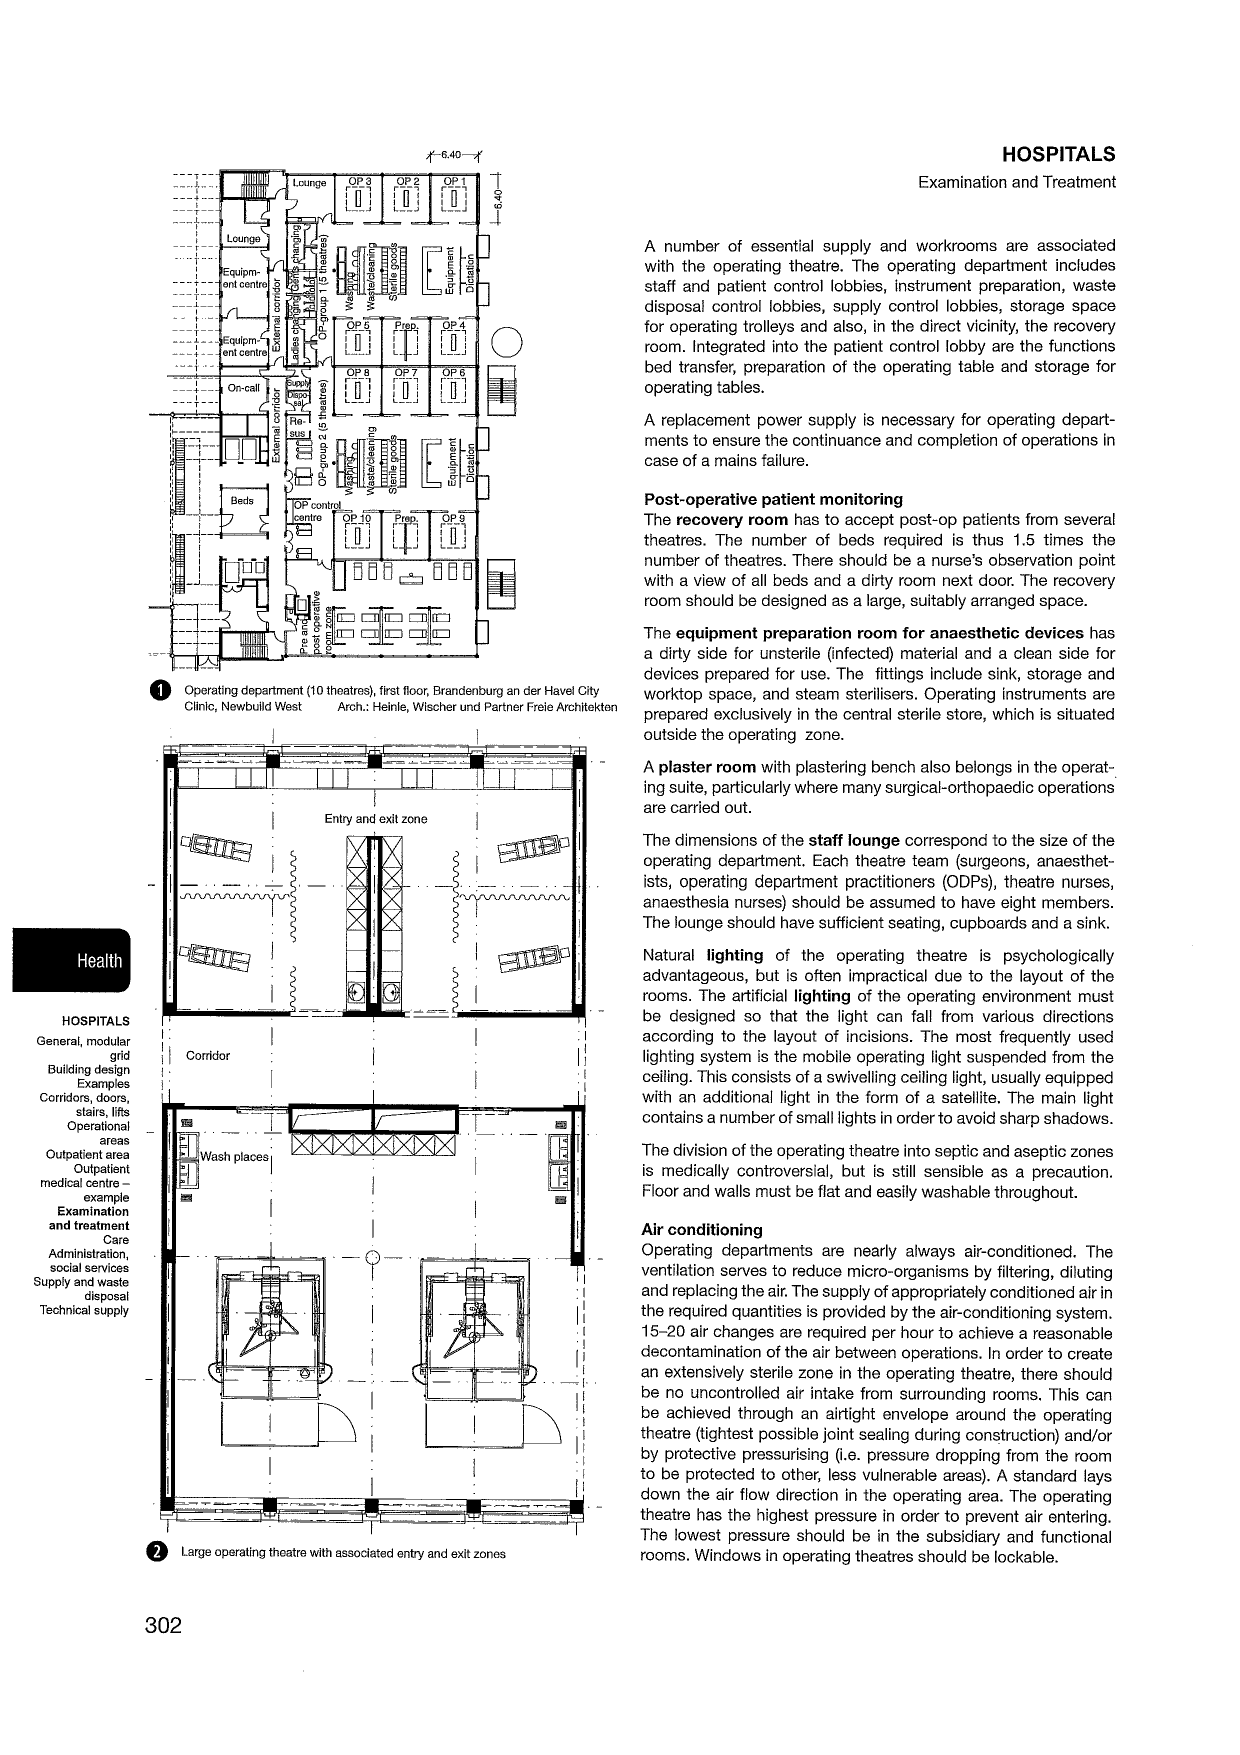 HOSPITALS
Examination and Treatment
6.40
6.40
Lounge
OP 3
OP 2
OP 1
Lounge
Equipm-
ent centre
Equipm-
ent centre
External corridor
Gents changing
Ladies changing
OP-group 1 (5 theatres)
Washing
Waste/cleaning
Sterile goods
Equipment
Dictation
OP 5
Prep.
OP 4
OP 8
OP 7
OP 6
On-call
Supply
Dispo-
sal
Re-
sus
External corridor
OP-group 2 (5 theatres)
Washing
Waste/cleaning
Sterile goods
Equipment
Dictation
Beds
OP control
centre
OP 10
Prep.
OP 9
Pre and
post operative
room zone
1 Operating department (10 theatres), first floor, Brandenburg an der Havel City
Clinic, Newbuild West Arch.: Heinle, Wischer und Partner Freie Architekten
Entry and exit zone
Corridor
Wash places
2 Large operating theatre with associated entry and exit zones
Health
HOSPITALS
General, modular
grid
Building design
Examples
Corridors, doors,
stairs, lifts
Operational
areas
Outpatient area
Outpatient
medical centre –
example
Examination
and treatment
Care
Administration,
social services
Supply and waste
disposal
Technical supply
A number of essential supply and workrooms are associated
with the operating theatre. The operating department includes
staff and patient control lobbies, instrument preparation, waste
disposal control lobbies, supply control lobbies, storage space
for operating trolleys and also, in the direct vicinity, the recovery
room. Integrated into the patient control lobby are the functions
bed transfer, preparation of the operating table and storage for
operating tables.
A replacement power supply is necessary for operating depart-
ments to ensure the continuance and completion of operations in
case of a mains failure.
Post-operative patient monitoring
The recovery room has to accept post-op patients from several
theatres. The number of beds required is thus 1.5 times the
number of theatres. There should be a nurse's observation point
with a view of all beds and a dirty room next door. The recovery
room should be designed as a large, suitably arranged space.
The equipment preparation room for anaesthetic devices has
a dirty side for unsterile (infected) material and a clean side for
devices prepared for use. The fittings include sink, storage and
worktop space, and steam sterilisers. Operating instruments are
prepared exclusively in the central sterile store, which is situated
outside the operating zone.
A plaster room with plastering bench also belongs in the operat-
ing suite, particularly where many surgical-orthopaedic operations
are carried out.
The dimensions of the staff lounge correspond to the size of the
operating department. Each theatre team (surgeons, anaesthet-
ists, operating department practitioners (ODPs), theatre nurses,
anaesthesia nurses) should be assumed to have eight members.
The lounge should have sufficient seating, cupboards and a sink.
Natural lighting of the operating theatre is psychologically
advantageous, but is often impractical due to the layout of the
rooms. The artificial lighting of the operating environment must
be designed so that the light can fall from various directions
according to the layout of incisions. The most frequently used
lighting system is the mobile operating light suspended from the
ceiling. This consists of a swivelling ceiling light, usually equipped
with an additional light in the form of a satellite. The main light
contains a number of small lights in order to avoid sharp shadows.
The division of the operating theatre into septic and aseptic zones
is medically controversial, but is still sensible as a precaution.
Floor and walls must be flat and easily washable throughout.
Air conditioning
Operating departments are nearly always air-conditioned. The
ventilation serves to reduce micro-organisms by filtering, diluting
and replacing the air. The supply of appropriately conditioned air in
the required quantities is provided by the air-conditioning system.
15–20 air changes are required per hour to achieve a reasonable
decontamination of the air between operations. In order to create
an extensively sterile zone in the operating theatre, there should
be no uncontrolled air intake from surrounding rooms. This can
be achieved through an airtight envelope around the operating
theatre (tightest possible joint sealing during construction) and/or
by protective pressurising (i.e. pressure dropping from the room
to be protected to other, less vulnerable areas). A standard lays
down the air flow direction in the operating area. The operating
theatre has the highest pressure in order to prevent air entering.
The lowest pressure should be in the subsidiary and functional
rooms. Windows in operating theatres should be lockable.
302